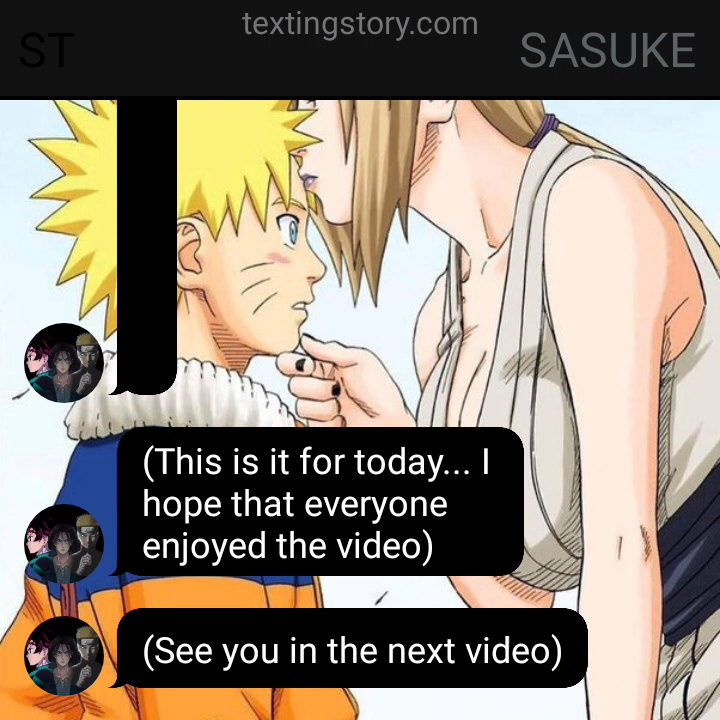 textingstory.com
ST
SASUKE
(This is it for today... I
hope that everyone
enjoyed the video)
(See you in the next video)